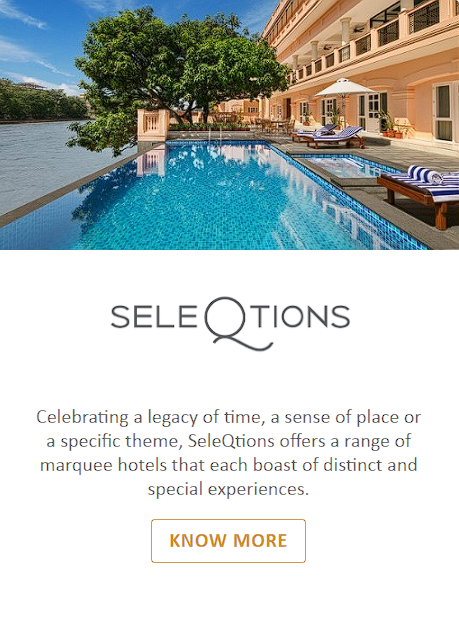 SELEQTIONS
Celebrating a legacy of time, a sense of place or
a specific theme, SeleQtions offers a range of
marquee hotels that each boast of distinct and
special experiences.
KNOW MORE